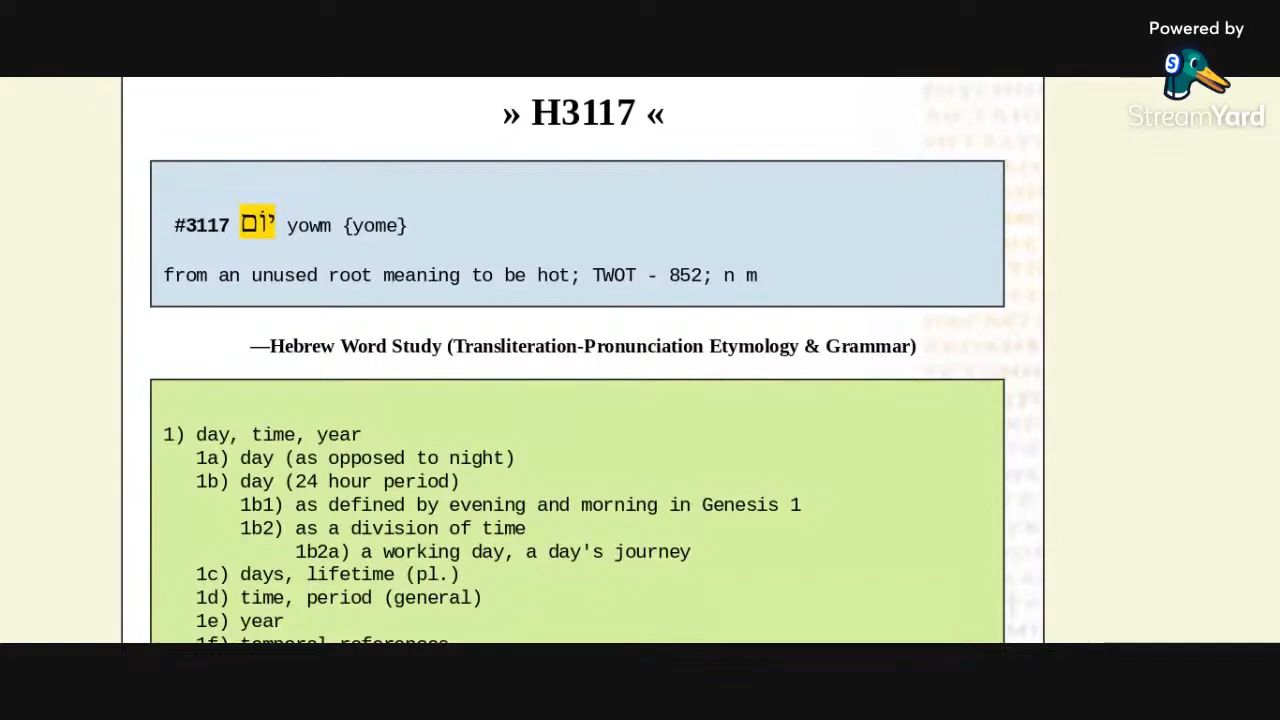 Powered by
StreamYard
» H3117 «
#3117 יוֹם yowm {yome}
from an unused root meaning to be hot; TWOT - 852; n m
—Hebrew Word Study (Transliteration-Pronunciation Etymology & Grammar)
1) day, time, year
1a) day (as opposed to night)
1b) day (24 hour period)
1b1) as defined by evening and morning in Genesis 1
1b2) as a division of time
1b2a) a working day, a day's journey
1c) days, lifetime (pl.)
1d) time, period (general)
1e) year
1f) temporal references